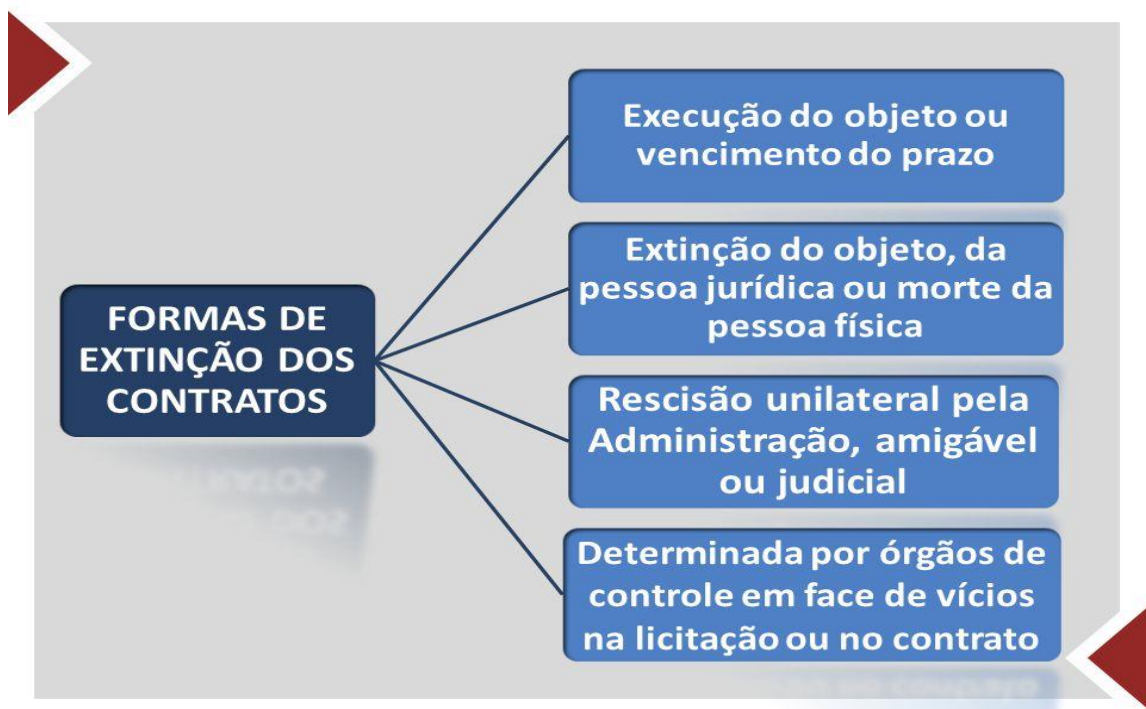 FORMAS DE
EXTINÇÃO DOS
CONTRATOS
Execução do objeto ou
vencimento do prazo
Extinção do objeto, da
pessoa jurídica ou morte da
pessoa física
Rescisão unilateral pela
Administração, amigável
ou judicial
Determinada por órgãos de
controle em face de vícios
na licitação ou no contrato